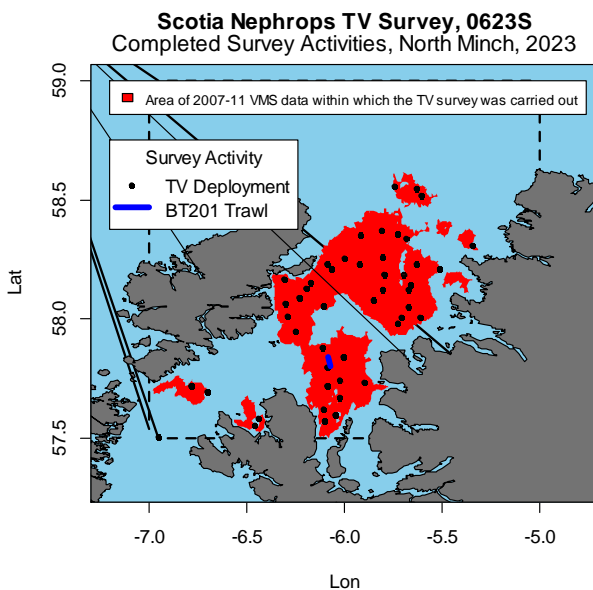 Scotia Nephrops TV Survey, 0623S
Completed Survey Activities, North Minch, 2023
Area of 2007-11 VMS data within which the TV survey was carried out
Survey Activity
TV Deployment
BT201 Trawl
Lat
59.0
58.5
58.0
57.5
-7.0 -6.5 -6.0 -5.5 -5.0
Lon